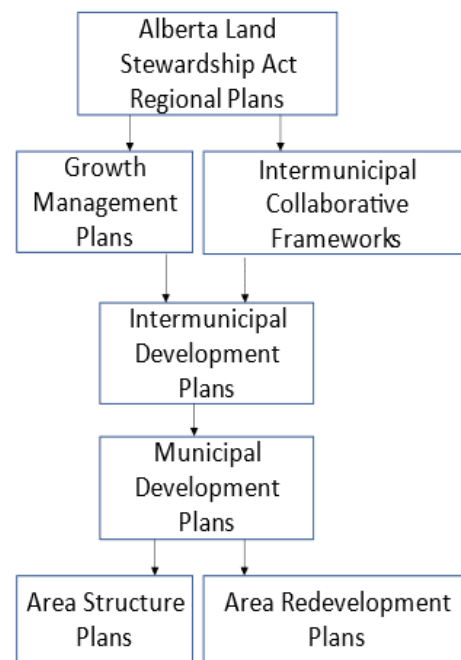 Alberta Land
Stewardship Act
Regional Plans
Growth
Management
Plans
Intermunicipal
Collaborative
Frameworks
Intermunicipal
Development
Plans
Municipal
Development
Plans
Area Structure
Plans
Area Redevelopment
Plans